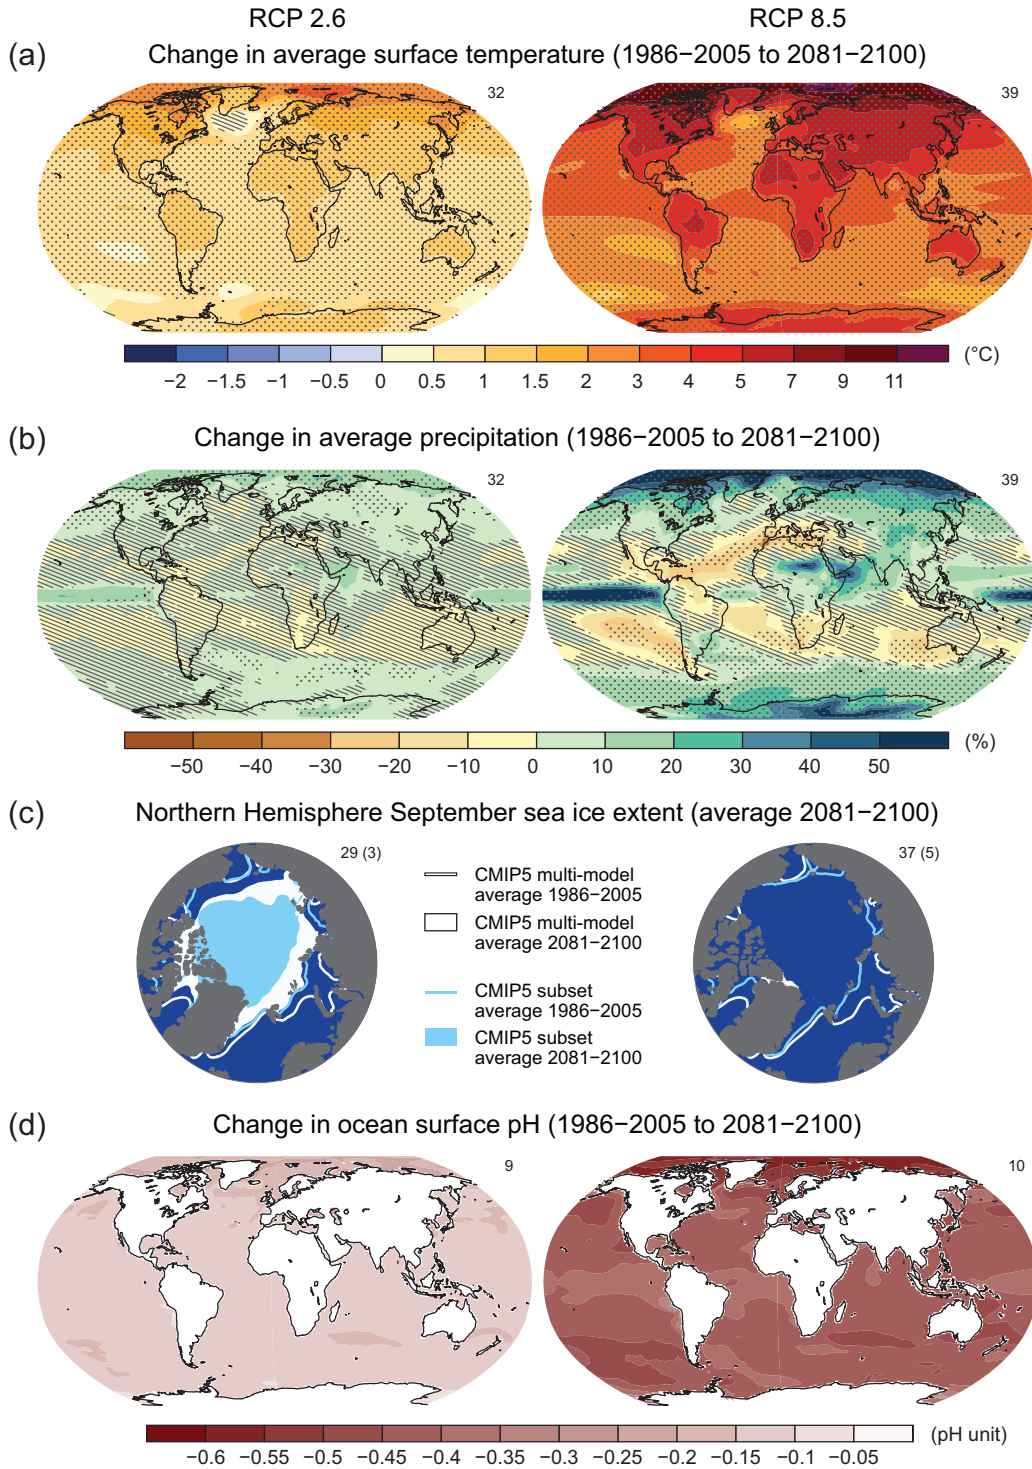 RCP 2.6
RCP 8.5
(a)
Change in average surface temperature (1986−2005 to 2081−2100)
32
39
−2 −1.5 −1 −0.5 0 0.5 1 1.5 2 3 4 5 7 9 11
(°C)
(b)
Change in average precipitation (1986−2005 to 2081−2100)
32
39
−50 −40 −30 −20 −10 0 10 20 30 40 50
(%)
(c)
Northern Hemisphere September sea ice extent (average 2081−2100)
29 (3)
37 (5)
CMIP5 multi-model
average 1986−2005
CMIP5 multi-model
average 2081−2100
CMIP5 subset
average 1986−2005
CMIP5 subset
average 2081−2100
(d)
Change in ocean surface pH (1986−2005 to 2081−2100)
9
10
−0.6 −0.55 −0.5 −0.45 −0.4 −0.35 −0.3 −0.25 −0.2 −0.15 −0.1 −0.05
(pH unit)